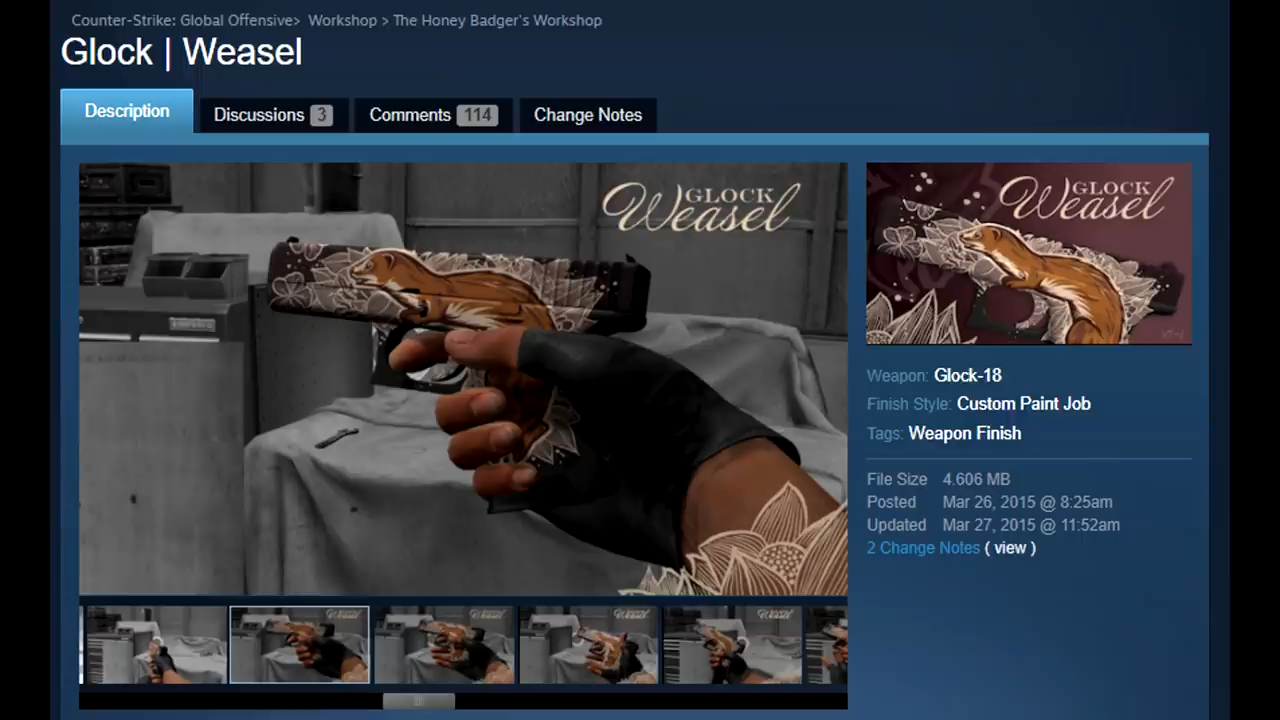 Counter-Strike: Global Offensive> Workshop > The Honey Badger's Workshop
Glock | Weasel
Description Discussions 3 Comments 114 Change Notes
GLOCK
Weasel
GLOCK
Weasel
Weapon: Glock-18
Finish Style: Custom Paint Job
Tags: Weapon Finish
File Size 4.606 MB
Posted Mar 26, 2015 @ 8:25am
Updated Mar 27, 2015 @ 11:52am
2 Change Notes ( view )